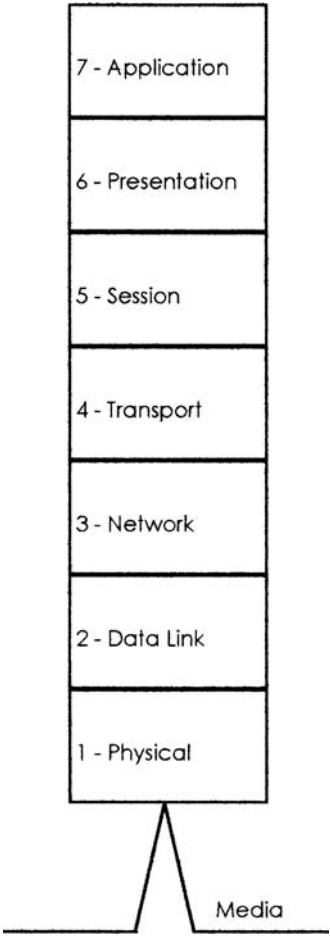 7 - Application
6 - Presentation
5 - Session
4 - Transport
3 - Network
2 - Data Link
1 - Physical
Media